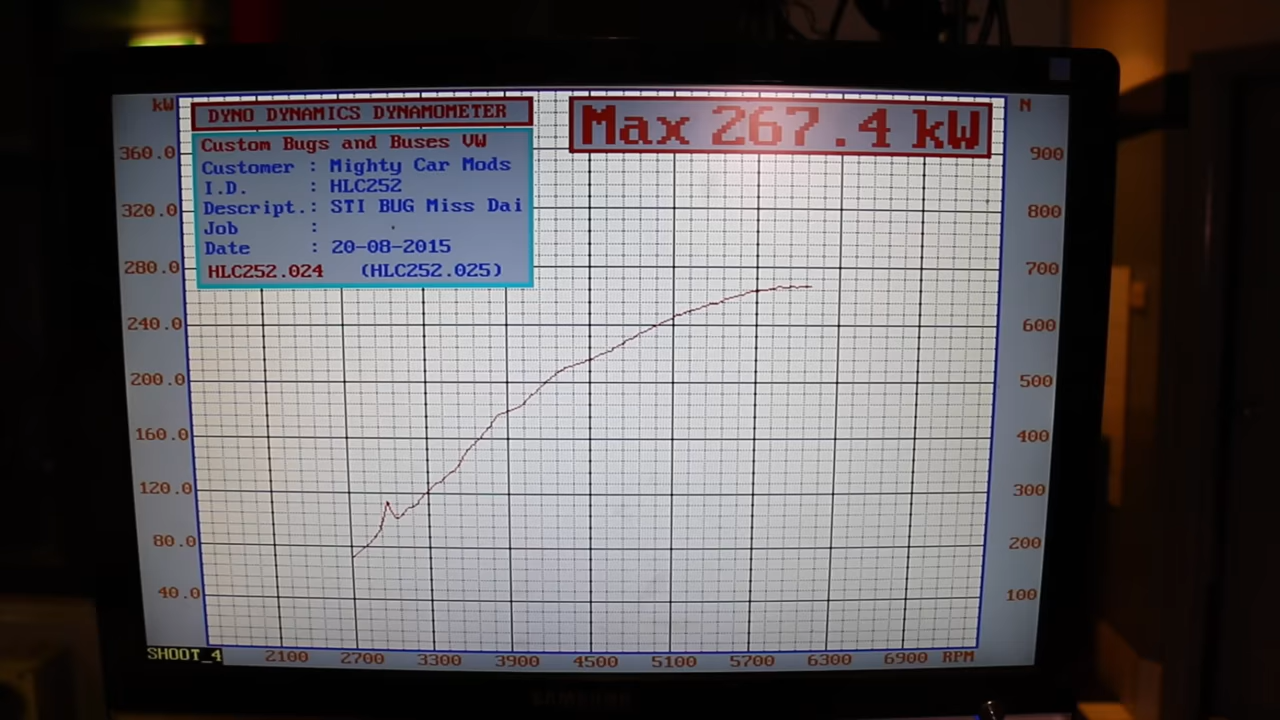 kW
DYNO DYNAMICS DYNAMOMETER
Max 267.4 kW
N
Custom Bugs and Buses VW
Customer : Mighty Car Mods
I.D. : HLC252
Descript.: STI BUG Miss Dai
Job :
Date : 20-08-2015
HLC252.024 (HLC252.025)
360.0 900
320.0 800
280.0 700
240.0 600
200.0 500
160.0 400
120.0 300
80.0 200
40.0 100
SHOOT_4 2100 2700 3300 3900 4500 5100 5700 6300 6900 RPM
SAMSUNG